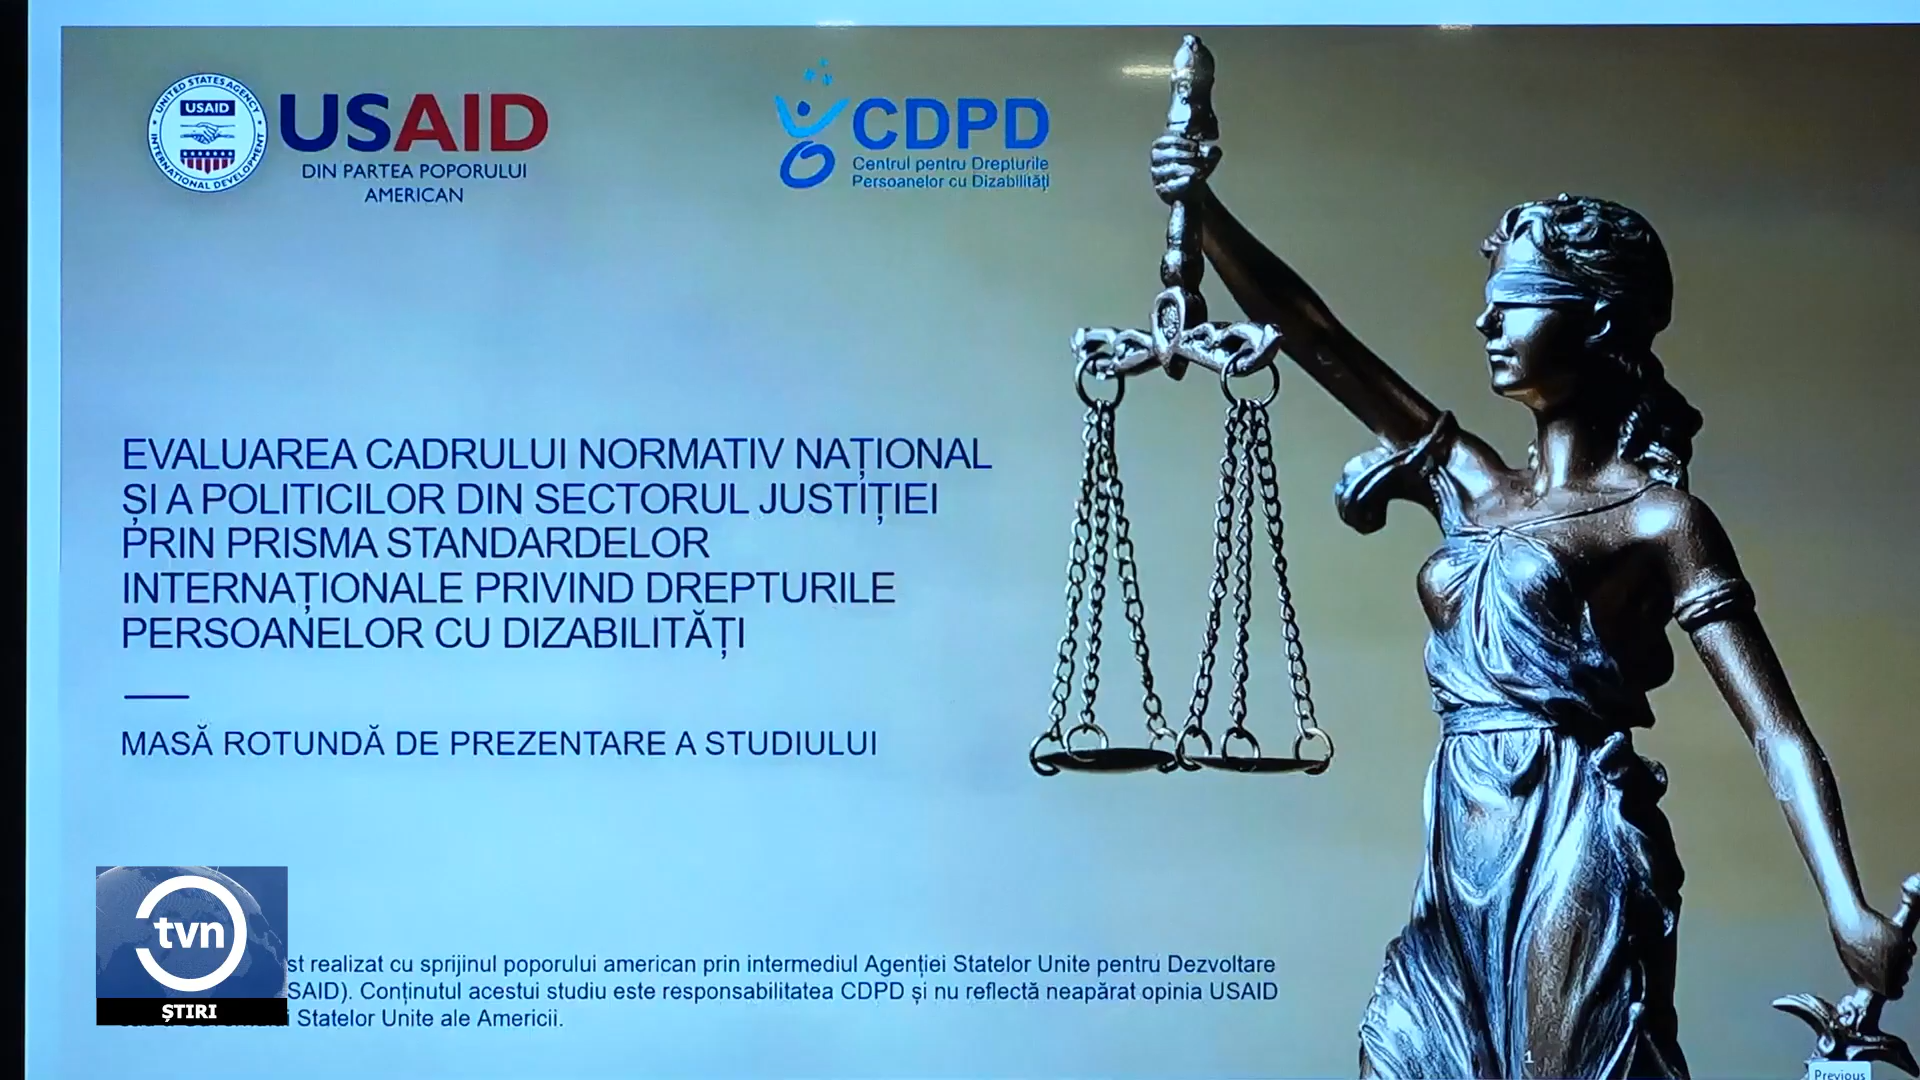 UNITED STATES AGENCY
USAID
INTERNATIONAL DEVELOPMENT
USAID
DIN PARTEA POPORULUI
AMERICAN
CDPD
Centrul pentru Drepturile
Persoanelor cu Dizabilități
EVALUAREA CADRULUI NORMATIV NAȚIONAL
ȘI A POLITICILOR DIN SECTORUL JUSTIȚIEI
PRIN PRISMA STANDARDELOR
INTERNAȚIONALE PRIVIND DREPTURILE
PERSOANELOR CU DIZABILITĂȚI
MASĂ ROTUNDĂ DE PREZENTARE A STUDIULUI
st realizat cu sprijinul poporului american prin intermediul Agenției Statelor Unite pentru Dezvoltare
SAID). Conținutul acestui studiu este responsabilitatea CDPD și nu reflectă neapărat opinia USAID
Statelor Unite ale Americii.
tvn
ȘTIRI
1
Previous